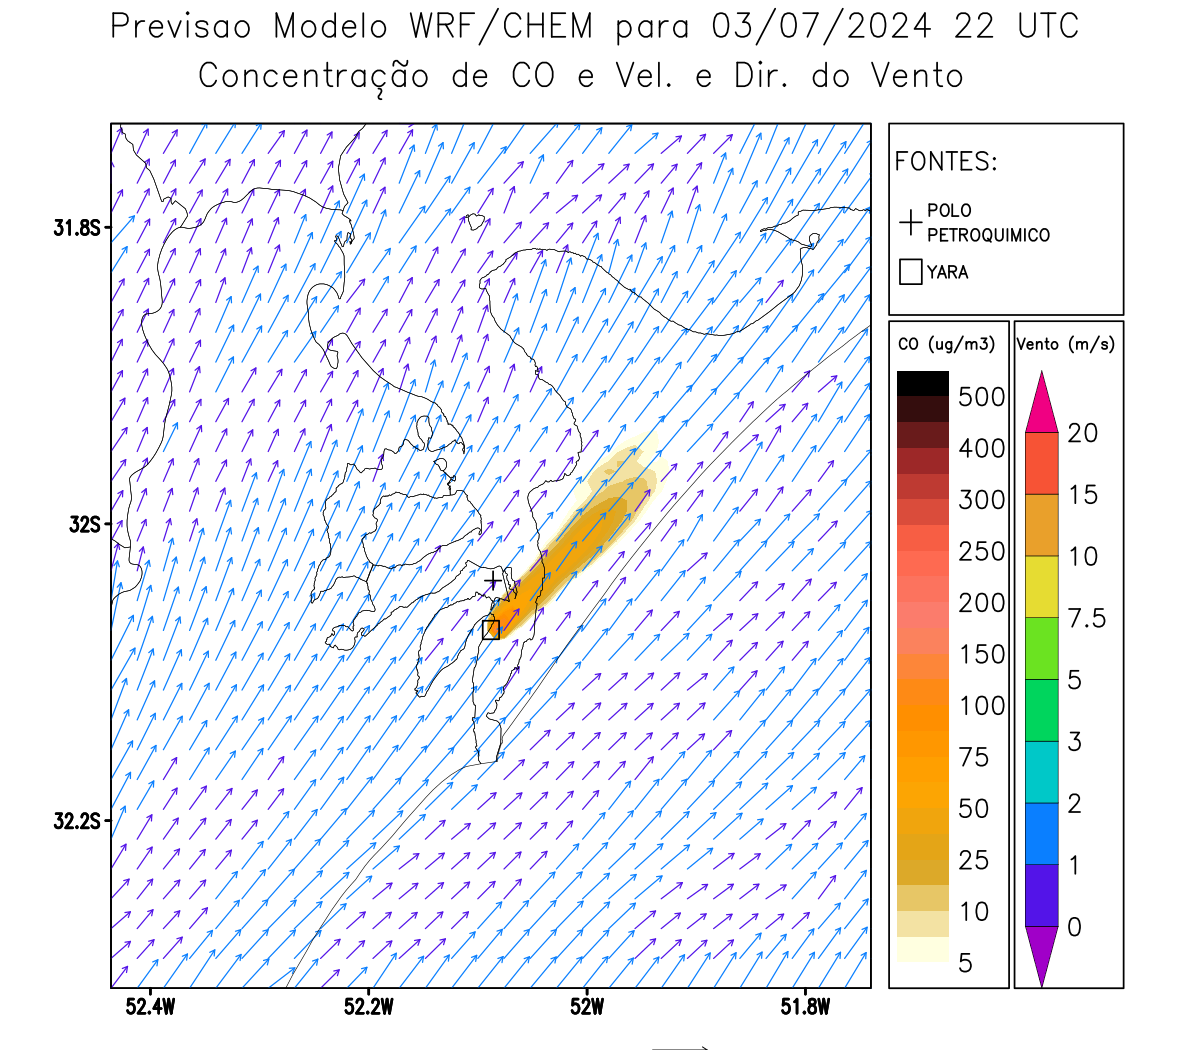 Previsao Modelo WRF/CHEM para 03/07/2024 22 UTC
Concentração de CO e Vel. e Dir. do Vento
FONTES:
POLO
PETROQUIMICO
YARA
CO (ug/m3)
500
400
300
250
200
150
100
75
50
25
10
5
Vento (m/s)
20
15
10
7.5
5
3
2
1
0
31.8S
32S
32.2S
52.4W
52.2W
52W
51.8W